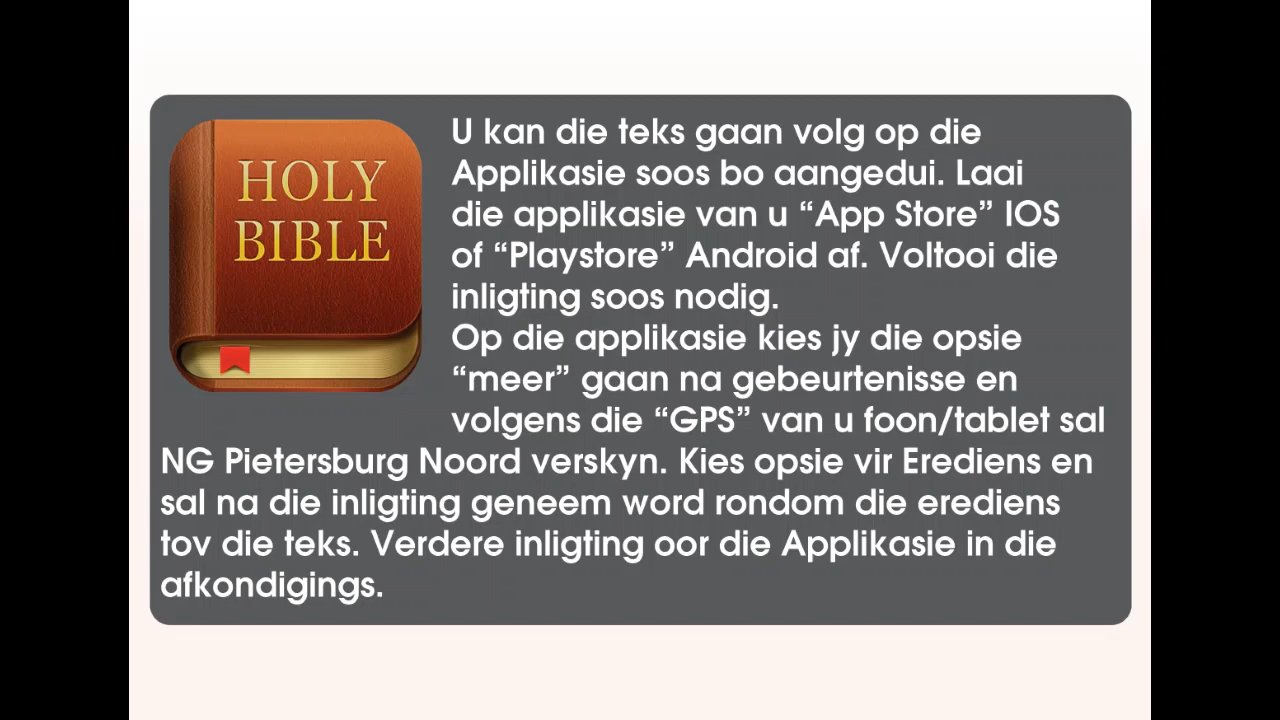 HOLY
BIBLE
U kan die teks gaan volg op die
Applikasie soos bo aangedui. Laai
die applikasie van u “App Store” IOS
of “Playstore” Android af. Voltooi die
inligting soos nodig.
Op die applikasie kies jy die opsie
“meer” gaan na gebeurtenisse en
volgens die “GPS” van u foon/tablet sal
NG Pietersburg Noord verskyn. Kies opsie vir Erediens en
sal na die inligting geneem word rondom die erediens
tov die teks. Verdere inligting oor die Applikasie in die
afkondigings.